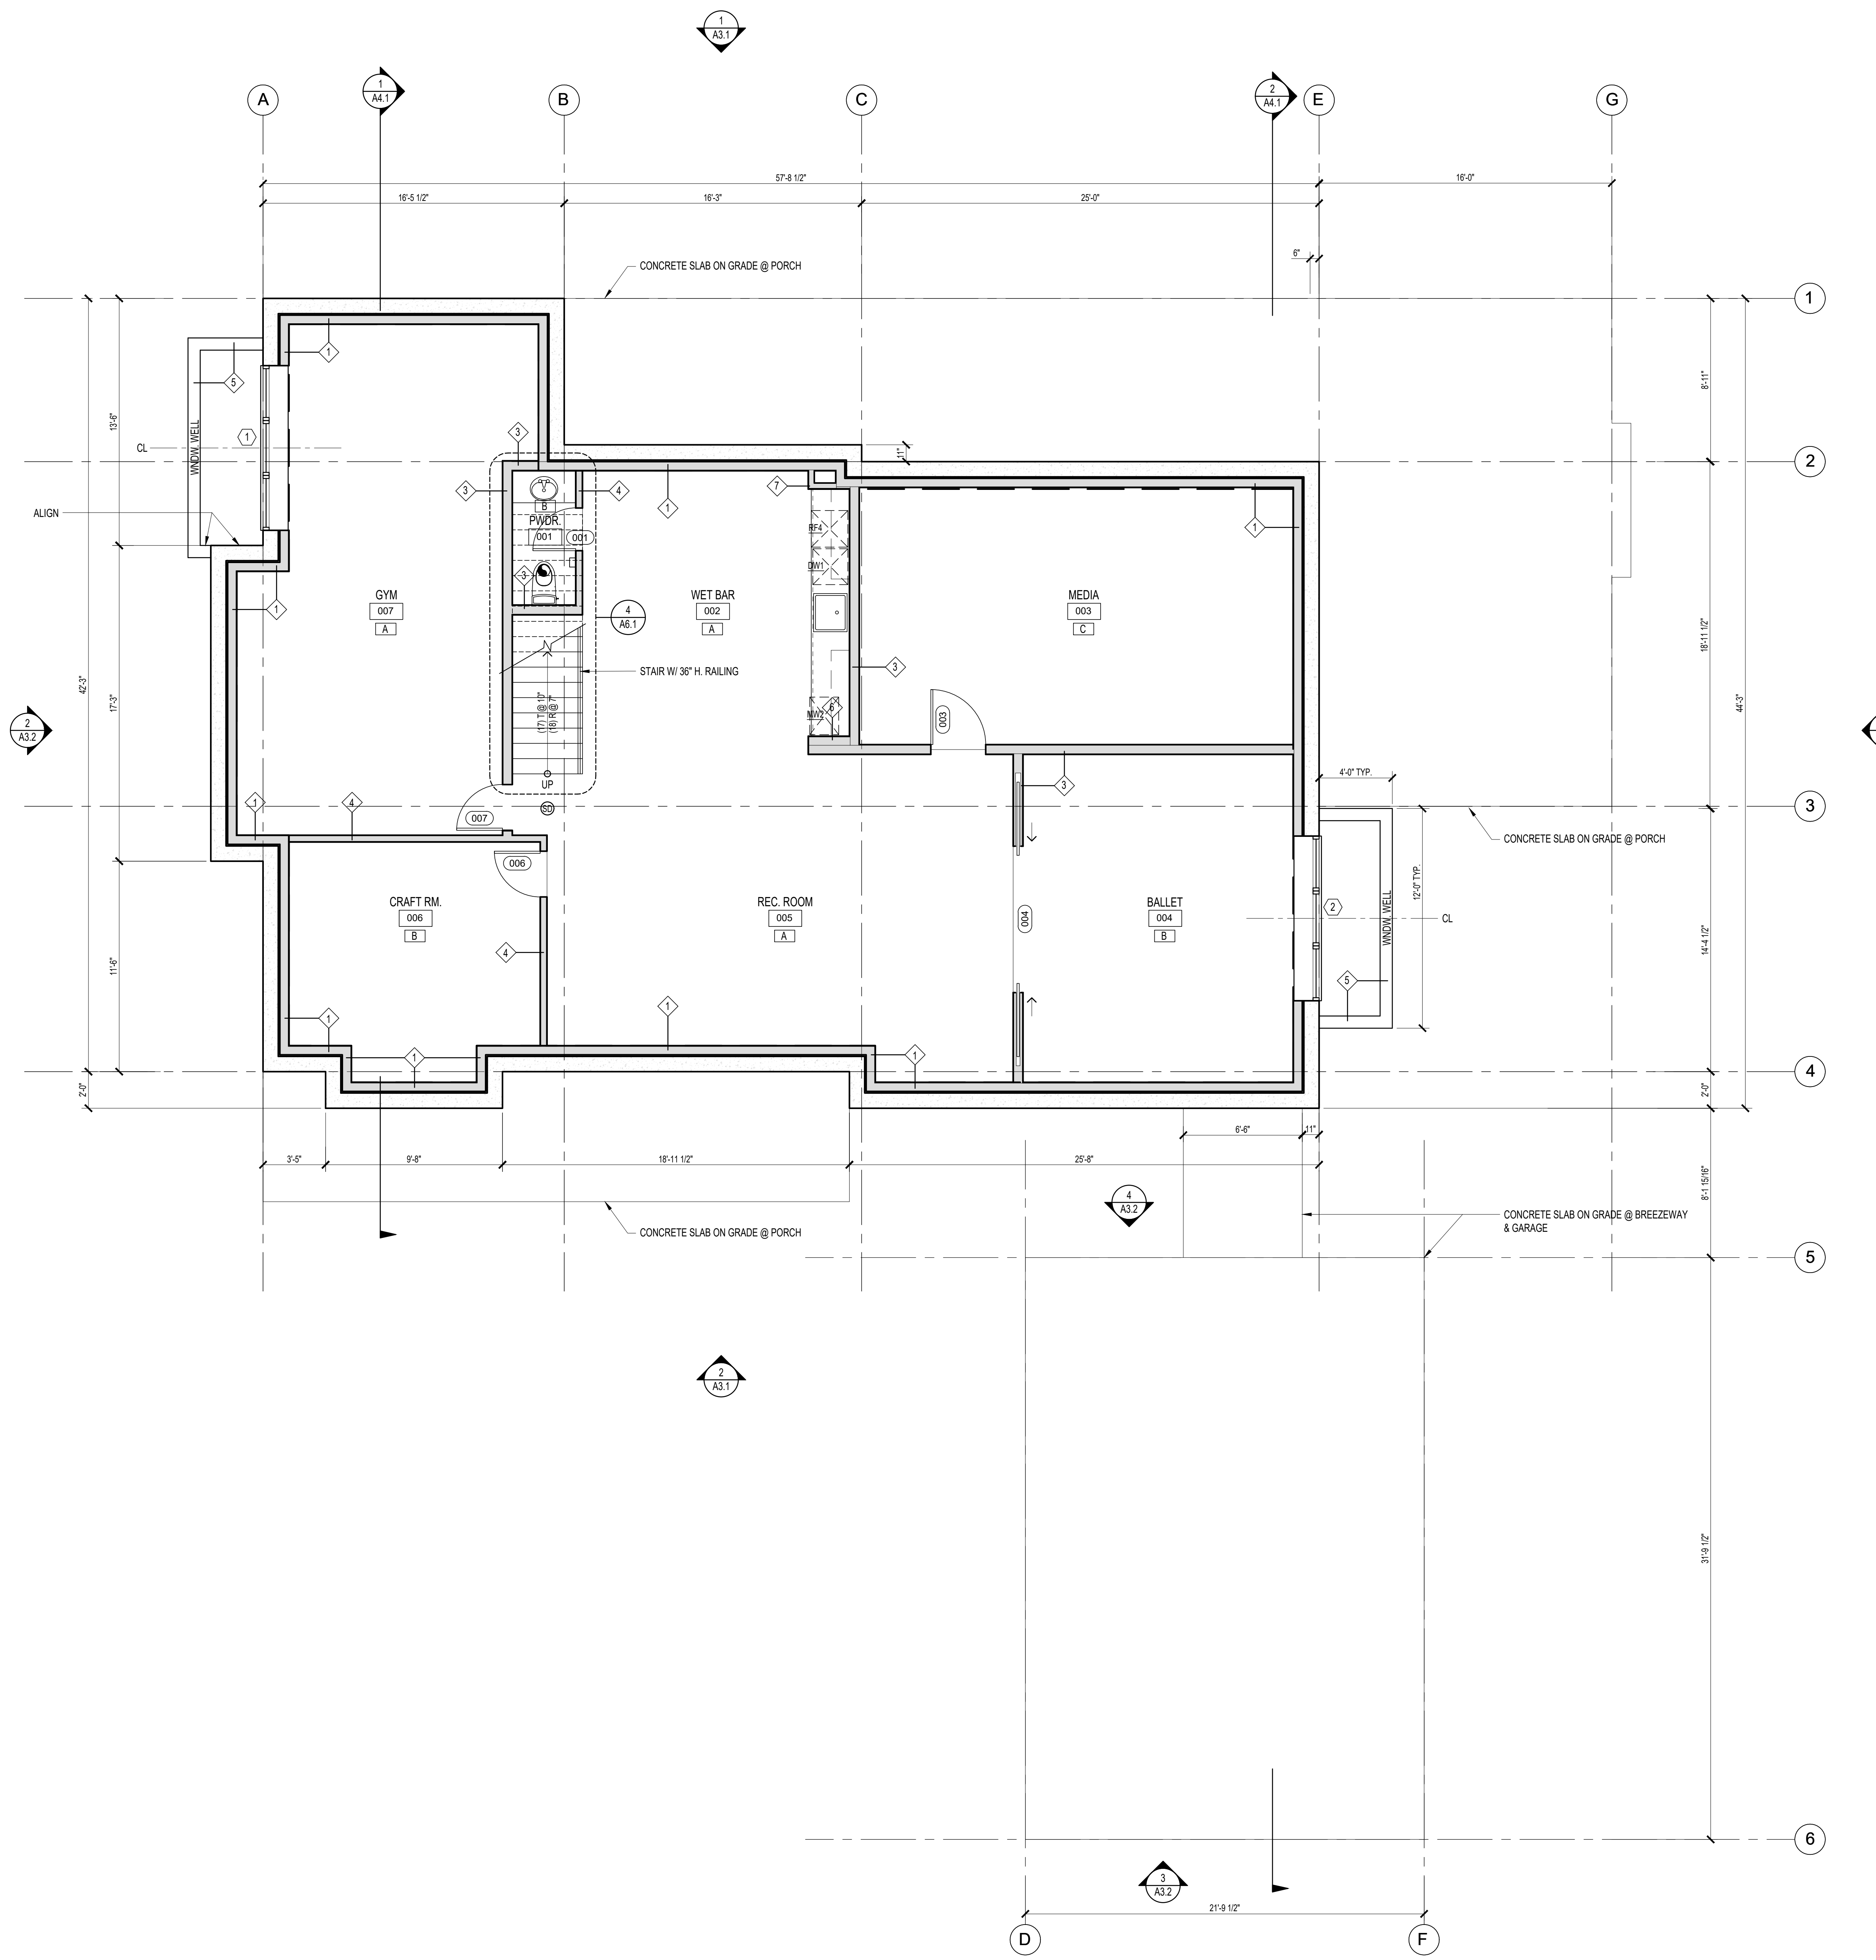 1
A3.1
A
1
A4.1
B
C
2
A4.1
E
G
57'-8 1/2"
16'-0"
16'-5 1/2"
16'-3"
25'-0"
6"
CONCRETE SLAB ON GRADE @ PORCH
1
1
5
13'-6"
8'-11"
CL
WNDW. WELL
1
3
11"
2
3
4
7
1
1
B
ALIGN
PWDR.
001
001
RF4
DW1
3
GYM
007
A
1
4
A6.1
WET BAR
002
A
MEDIA
003
C
18'-11 1/2"
42'-3"
17'-3"
44'-3"
STAIR W/ 36" H. RAILING
3
(17) T @ 10"
(18) R @ 7"
MW2
6
003
2
A3.2
UP
3
4'-0" TYP.
1
4
007
SD
3
CONCRETE SLAB ON GRADE @ PORCH
006
CRAFT RM.
006
B
REC. ROOM
005
A
004
BALLET
004
B
2
WNDW. WELL
12'-0" TYP.
CL
14'-4 1/2"
11'-6"
4
5
1
1
1
1
4
2'-0"
2'-0"
6'-6"
11"
3'-5"
9'-8"
18'-11 1/2"
25'-8"
8'-1 15/16"
4
A3.2
CONCRETE SLAB ON GRADE @ PORCH
CONCRETE SLAB ON GRADE @ BREEZEWAY
& GARAGE
5
2
A3.1
31'-9 1/2"
6
3
A3.2
21'-9 1/2"
D
F